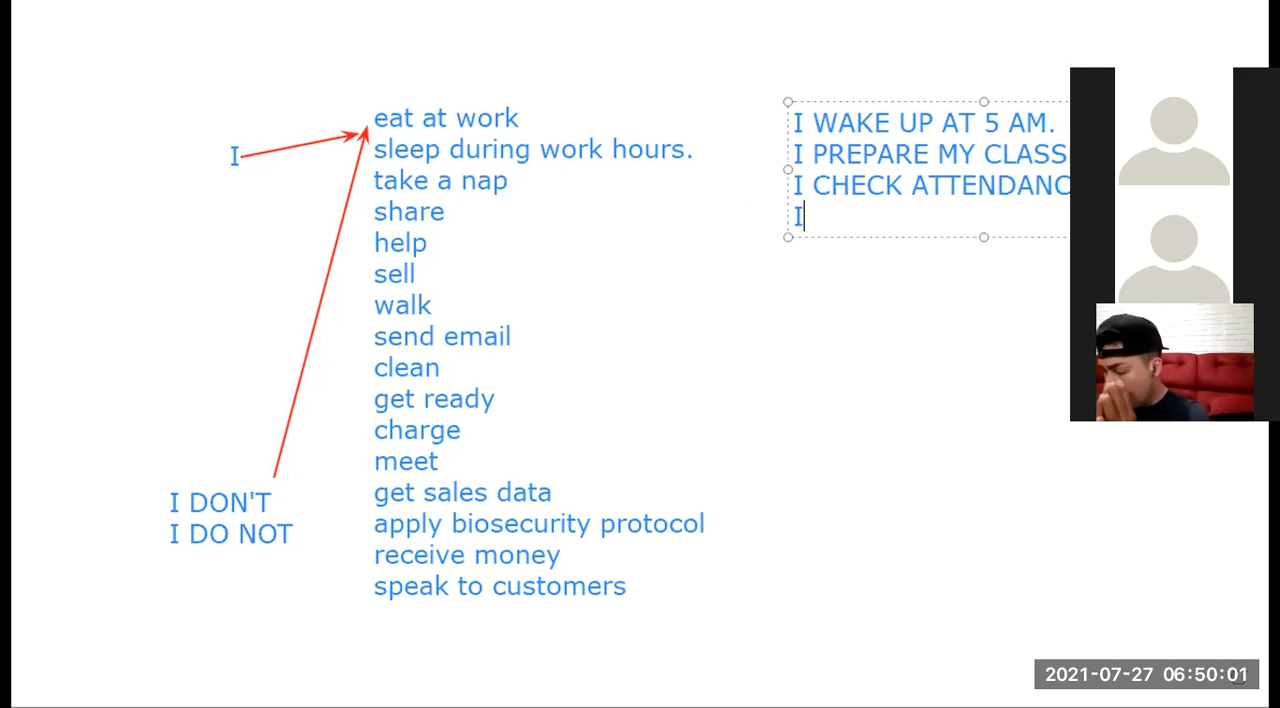 I
eat at work
sleep during work hours.
take a nap
share
help
sell
walk
send email
clean
get ready
charge
meet
get sales data
apply biosecurity protocol
receive money
speak to customers
I DON'T
I DO NOT
I WAKE UP AT 5 AM.
I PREPARE MY CLASS
I CHECK
I
2021-07-27 06:50:01